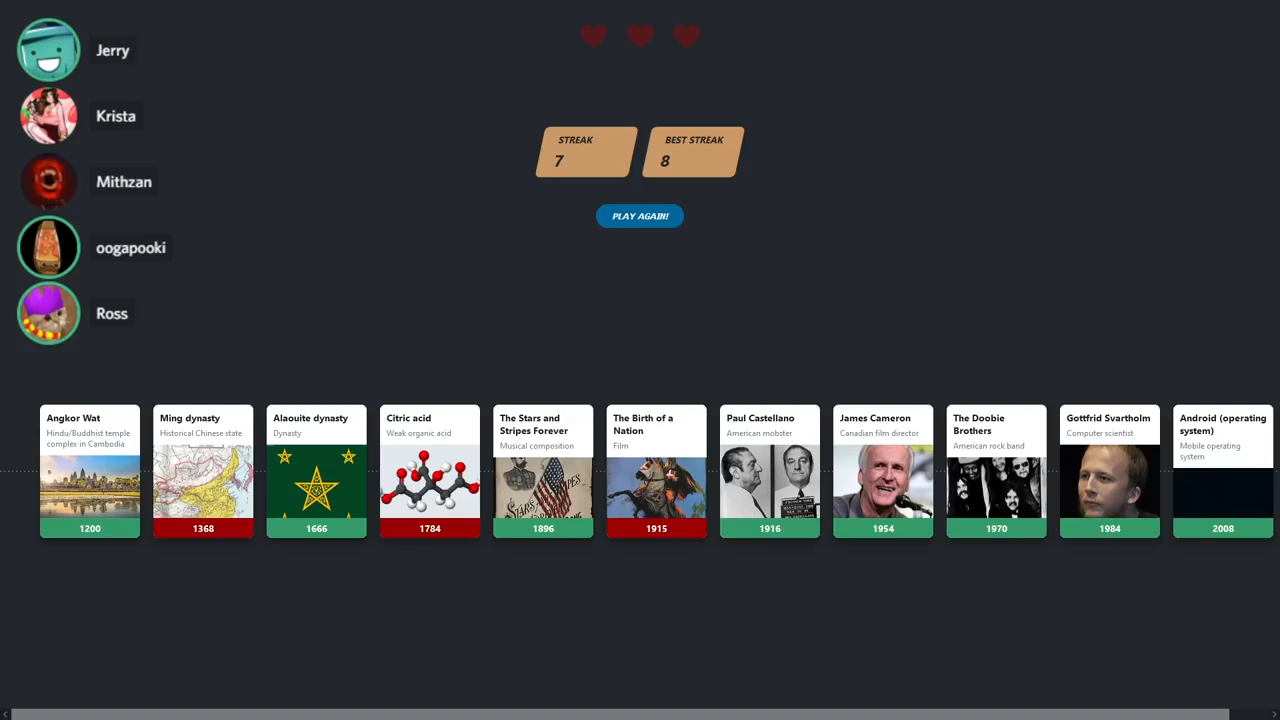 Jerry
Krista
Mithzan
oogapooki
Ross
STREAK
7
BEST STREAK
8
PLAY AGAIN!
Angkor Wat
Hindu/Buddhist temple
complex in Cambodia
1200
Ming dynasty
Historical Chinese state
1368
Alaouite dynasty
Dynasty
1666
Citric acid
Weak organic acid
1784
The Stars and
Stripes Forever
Musical composition
STARS STRIPES
1896
The Birth of a
Nation
Film
1915
Paul Castellano
American mobster
1916
James Cameron
Canadian film director
1954
The Doobie
Brothers
American rock band
1970
Gottfrid Svartholm
Computer scientist
1984
Android (operating
system)
Mobile operating
system
2008